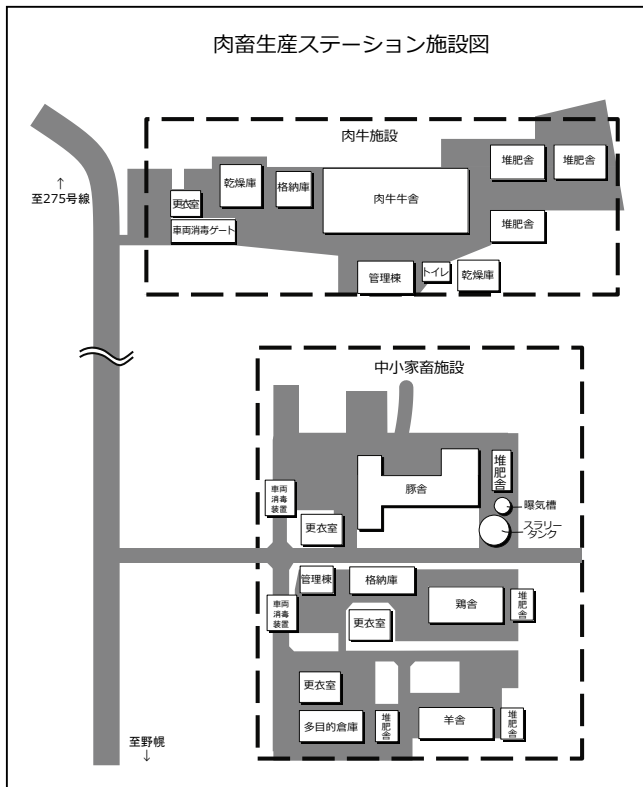 肉畜生産ステーション施設図
肉牛施設
↑
至275号線
更衣室
乾燥庫
格納庫
肉牛牛舎
堆肥舎
堆肥舎
車両消毒ゲート
堆肥舎
管理棟
トイレ
乾燥庫
中小家畜施設
車両
消毒
装置
更衣室
豚舎
堆肥舎
曝気槽
スラリー
タンク
管理棟
格納庫
車両
消毒
装置
更衣室
鶏舎
堆肥舎
更衣室
多目的倉庫
堆肥舎
羊舎
堆肥舎
至野幌
↓